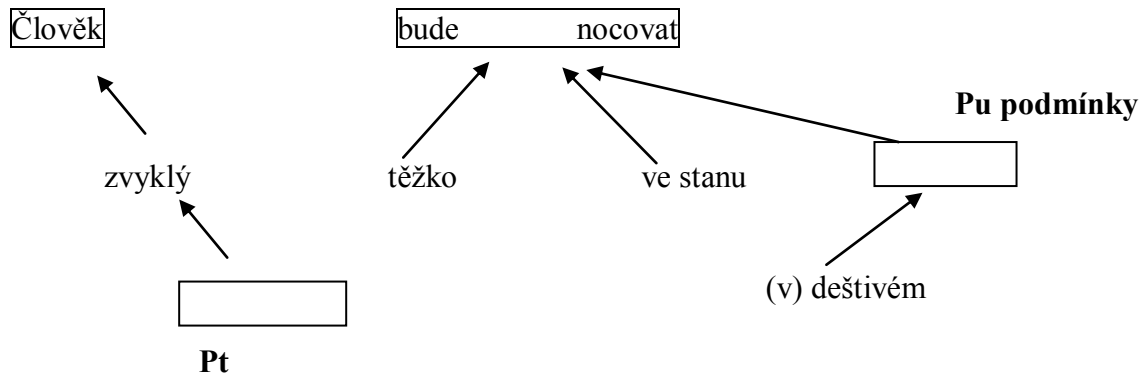 Člověk bude nocovat
Pu podmínky
zvyklý těžko ve stanu
(v) deštivém
Pt